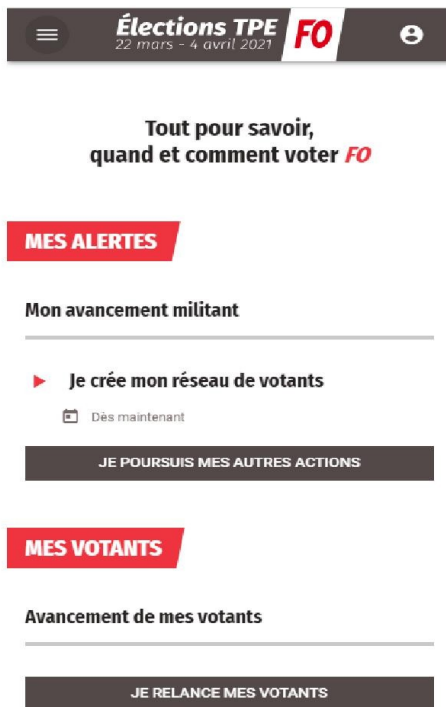 Élections TPE
22 mars - 4 avril 2021
FO
Tout pour savoir,
quand et comment voter FO
MES ALERTES
Mon avancement militant
Je crée mon réseau de votants
Dès maintenant
JE POURSUIS MES AUTRES ACTIONS
MES VOTANTS
Avancement de mes votants
JE RELANCE MES VOTANTS